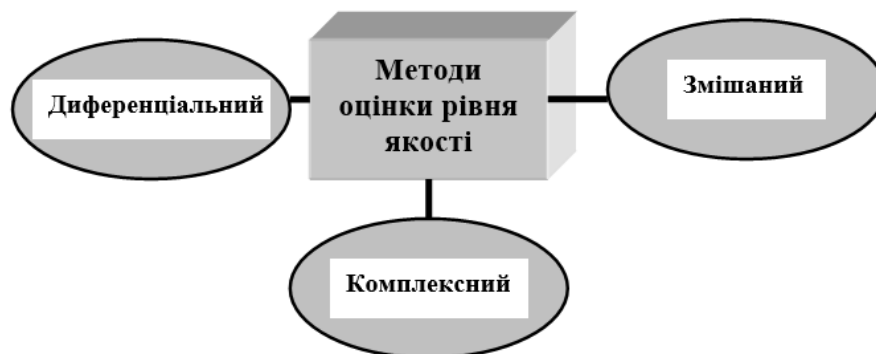 Методи
оцінки рівня
якості
Диференціальний
Змішаний
Комплексний